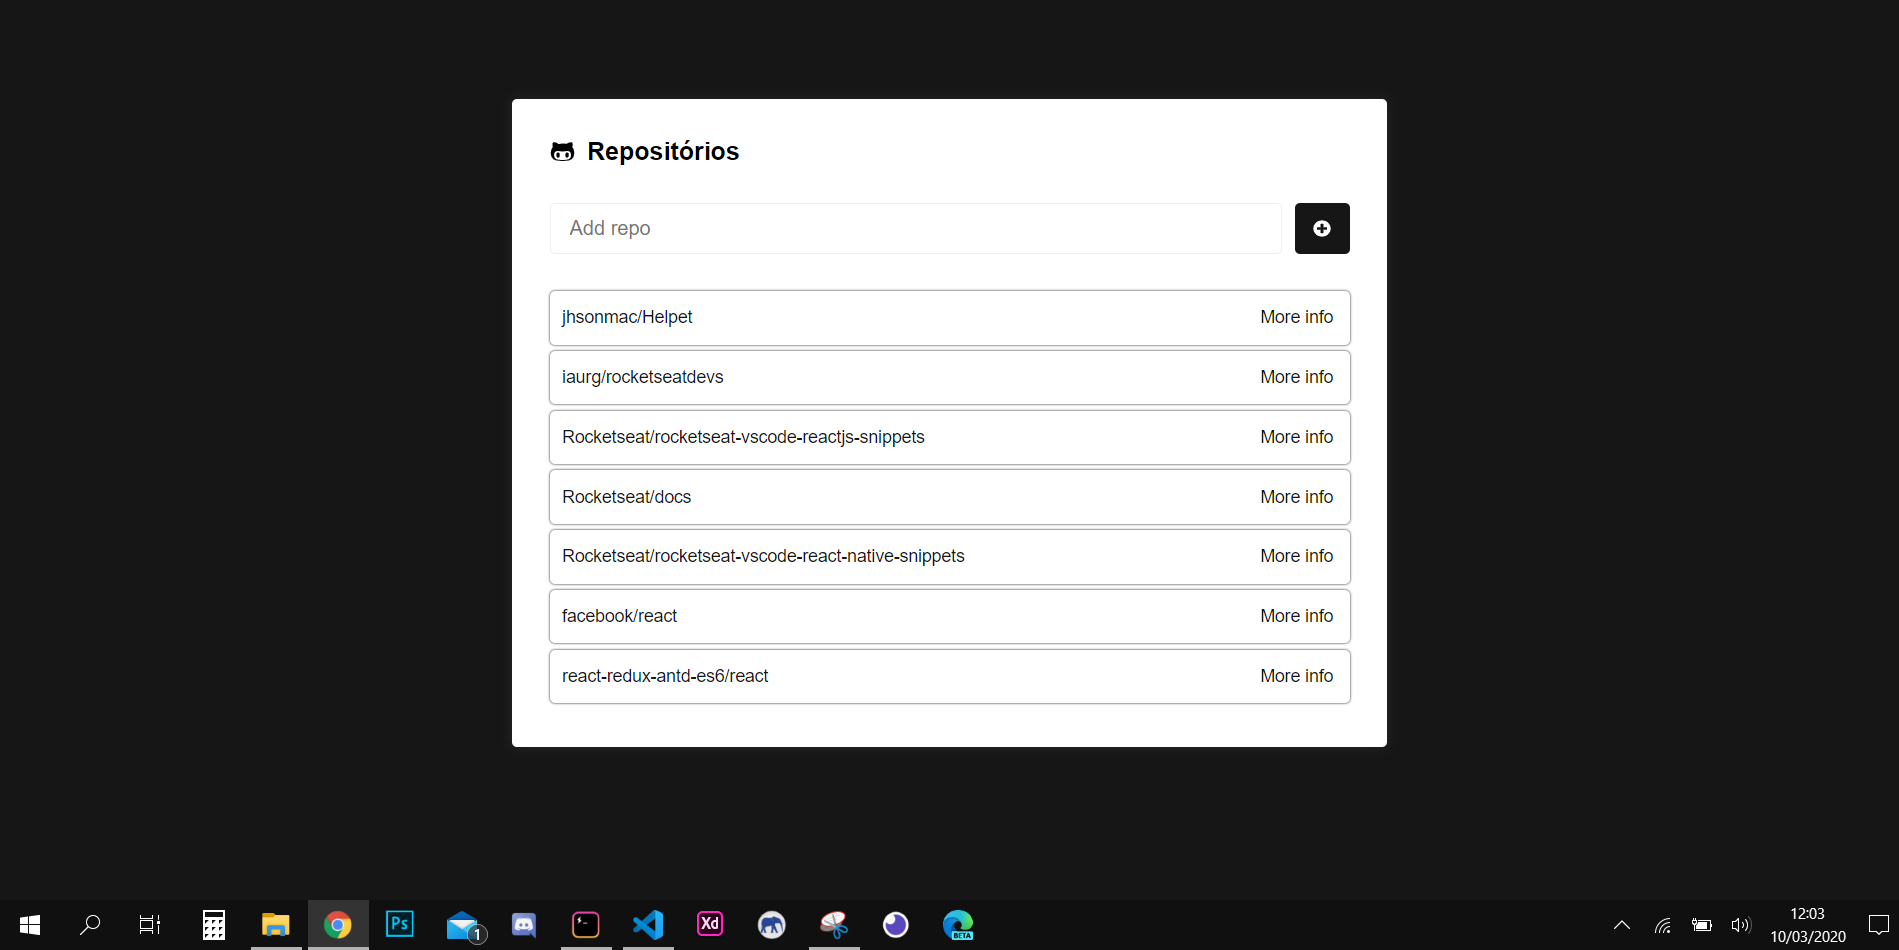 Repositórios
Add repo
jhsonmac/Helpet More info
iaurg/rocketseatdevs More info
Rocketseat/rocketseat-vscode-reactjs-snippets More info
Rocketseat/docs More info
Rocketseat/rocketseat-vscode-react-native-snippets More info
facebook/react More info
react-redux-antd-es6/react More info
Ps
1
Xd
BETA
12:03
10/03/2020